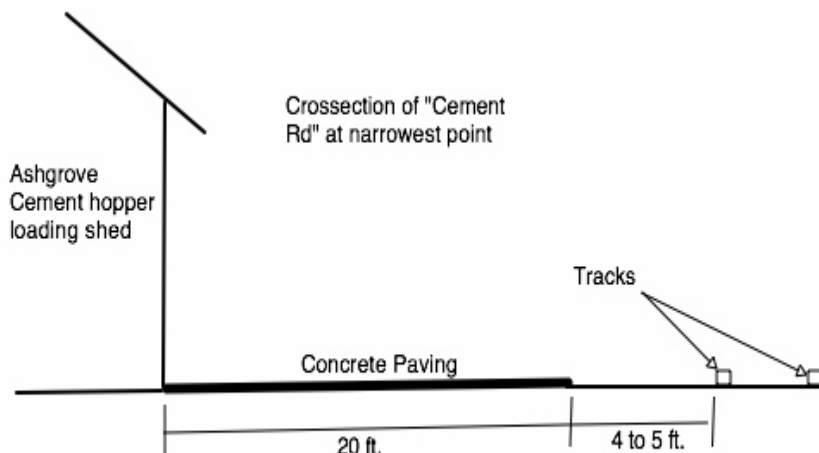 Crossection of "Cement
Rd" at narrowest point
Ashgrove
Cement hopper
loading shed
Tracks
Concrete Paving
20 ft.
4 to 5 ft.